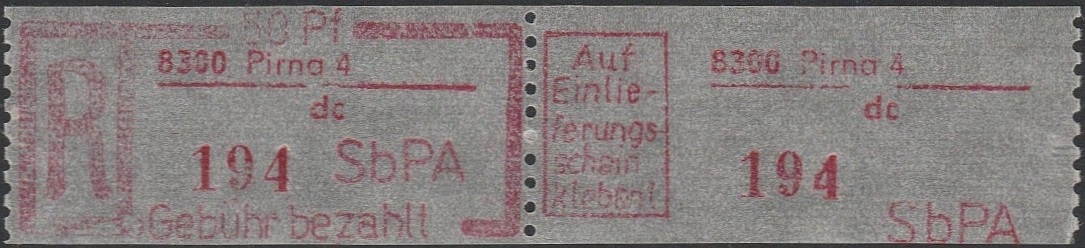 50 Pf
R
8300 Pirna 4
dc
194
SbPA
Gebühr bezahlt
Auf
Einlie-
ferungs-
schein
kleben!
8300 Pirna 4
dc
194
SbPA